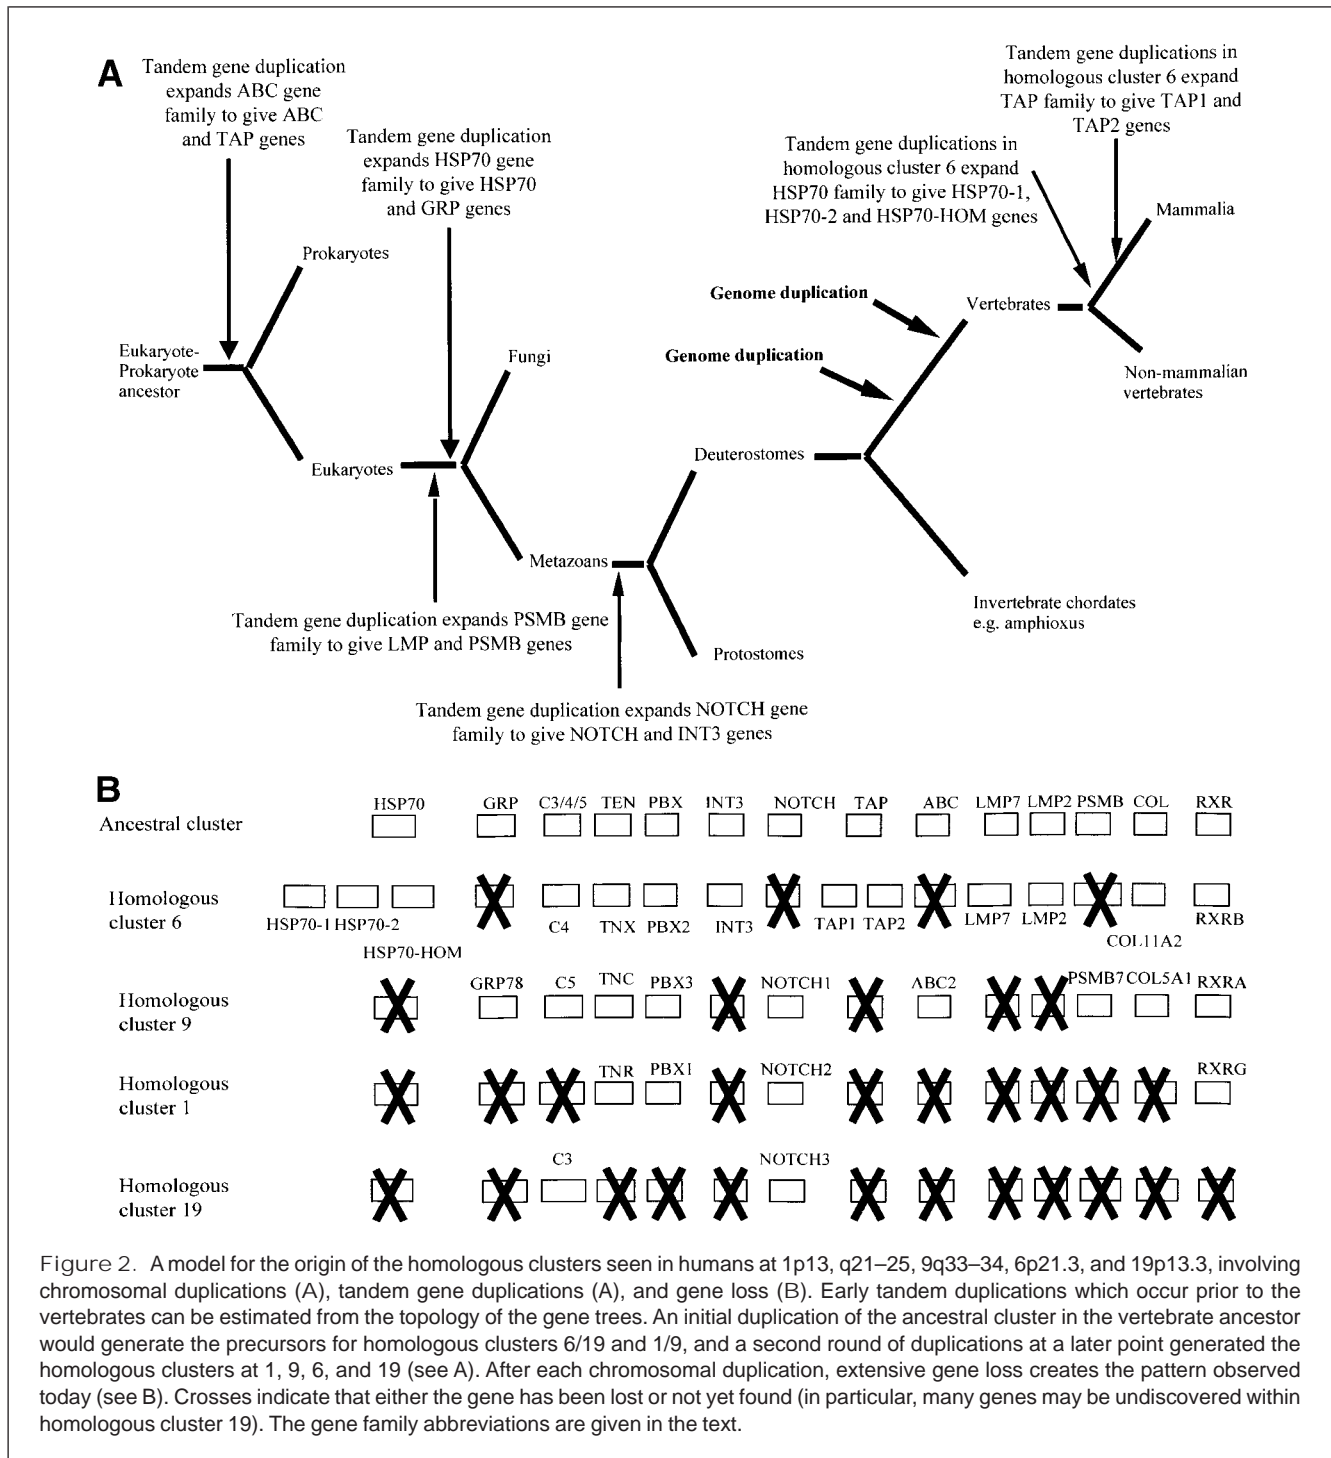 A
Tandem gene duplication
expands ABC gene
family to give ABC
and TAP genes
Tandem gene duplication
expands HSP70 gene
family to give HSP70
and GRP genes
Tandem gene duplications in
homologous cluster 6 expand
HSP70 family to give HSP70-1,
HSP70-2 and HSP70-HOM genes
Tandem gene duplications in
homologous cluster 6 expand
TAP family to give TAP1 and
TAP2 genes
Mammalia
Prokaryotes
Genome duplication
Vertebrates
Genome duplication
Eukaryote-
Prokaryote
ancestor
Fungi
Non-mammalian
vertebrates
Eukaryotes
Deuterostomes
Metazoans
Tandem gene duplication expands PSMB gene
family to give LMP and PSMB genes
Invertebrate chordates
e.g. amphioxus
Protostomes
Tandem gene duplication expands NOTCH gene
family to give NOTCH and INT3 genes
B
HSP70 GRP C3/4/5 TEN PBX INT3 NOTCH TAP ABC LMP7 LMP2 PSMB COL RXR
Ancestral cluster
Homologous
cluster 6
HSP70-1 HSP70-2 C4 TNX PBX2 INT3 TAP1 TAP2 LMP7 LMP2 RXRB
HSP70-HOM COL11A2
GRP78 C5 TNC PBX3 NOTCH1 ABC2 PSMB7 COL5A1 RXRA
Homologous
cluster 9
TNR PBX1 NOTCH2 RXRG
Homologous
cluster 1
C3 NOTCH3
Homologous
cluster 19
Figure 2. A model for the origin of the homologous clusters seen in humans at 1p13, q21–25, 9q33–34, 6p21.3, and 19p13.3, involving
chromosomal duplications (A), tandem gene duplications (A), and gene loss (B). Early tandem duplications which occur prior to the
vertebrates can be estimated from the topology of the gene trees. An initial duplication of the ancestral cluster in the vertebrate ancestor
would generate the precursors for homologous clusters 6/19 and 1/9, and a second round of duplications at a later point generated the
homologous clusters at 1, 9, 6, and 19 (see A). After each chromosomal duplication, extensive gene loss creates the pattern observed
today (see B). Crosses indicate that either the gene has been lost or not yet found (in particular, many genes may be undiscovered within
homologous cluster 19). The gene family abbreviations are given in the text.